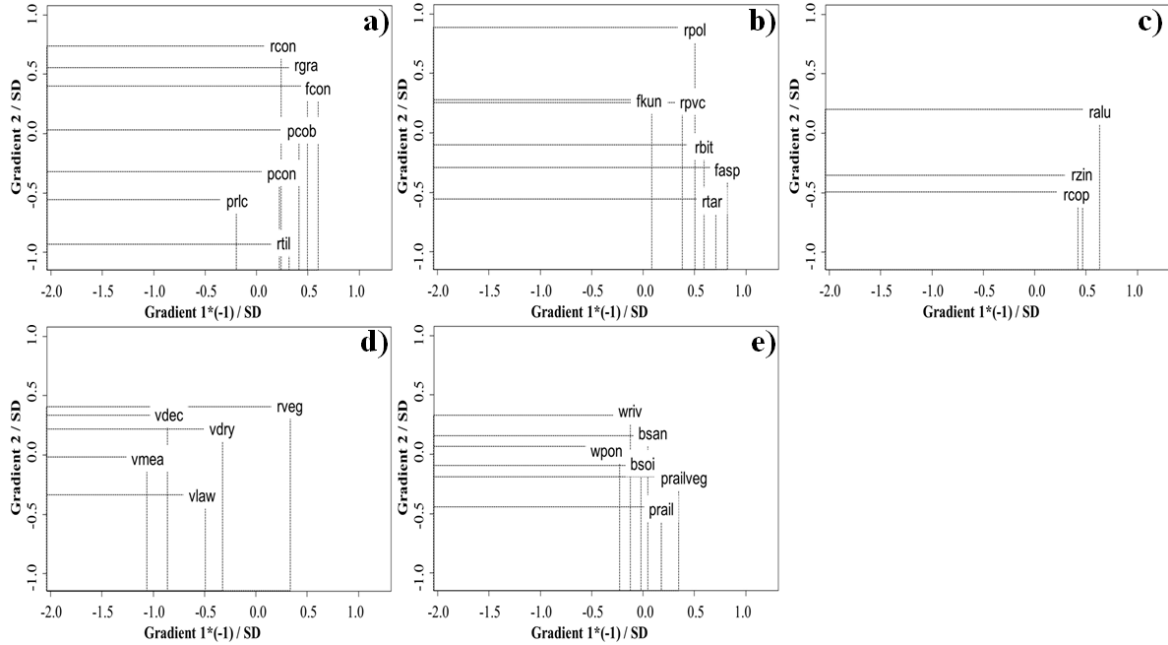 a)
1.0
0.5
0.0
-0.5
-1.0
Gradient 2 / SD
rcon
rgra
fcon
pcob
pcon
prlc
rtil
-2.0 -1.5 -1.0 -0.5 0.0 0.5 1.0
Gradient 1*(-1) / SD
b)
1.0
0.5
0.0
-0.5
-1.0
Gradient 2 / SD
rpol
fkun rpvc
rbit
fasp
rtar
-2.0 -1.5 -1.0 -0.5 0.0 0.5 1.0
Gradient 1*(-1) / SD
c)
1.0
0.5
0.0
-0.5
-1.0
Gradient 2 / SD
ralu
rzin
rcop
-2.0 -1.5 -1.0 -0.5 0.0 0.5 1.0
Gradient 1*(-1) / SD
d)
1.0
0.5
0.0
-0.5
-1.0
Gradient 2 / SD
rveg
vdec
vdry
vmea
vlaw
-2.0 -1.5 -1.0 -0.5 0.0 0.5 1.0
Gradient 1*(-1) / SD
e)
1.0
0.5
0.0
-0.5
-1.0
Gradient 2 / SD
wriv
bsan
wpon
bsoi
prailveg
prail
-2.0 -1.5 -1.0 -0.5 0.0 0.5 1.0
Gradient 1*(-1) / SD